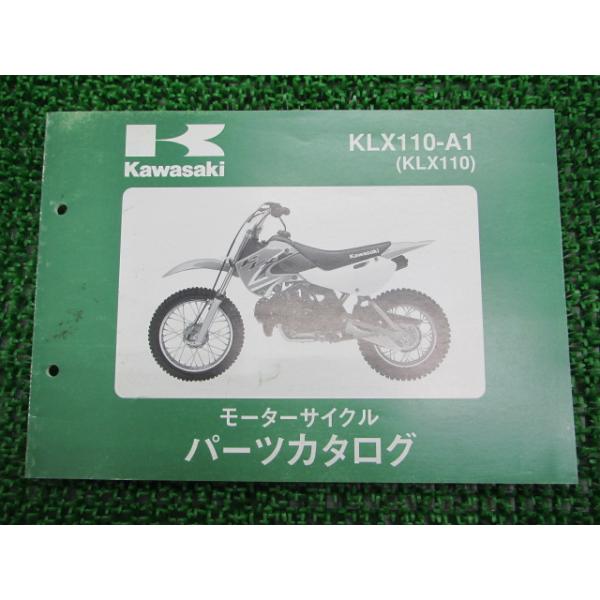 Kawasaki
KLX110-A1
(KLX110)
Kawasaki
モーターサイクル
パーツカタログ